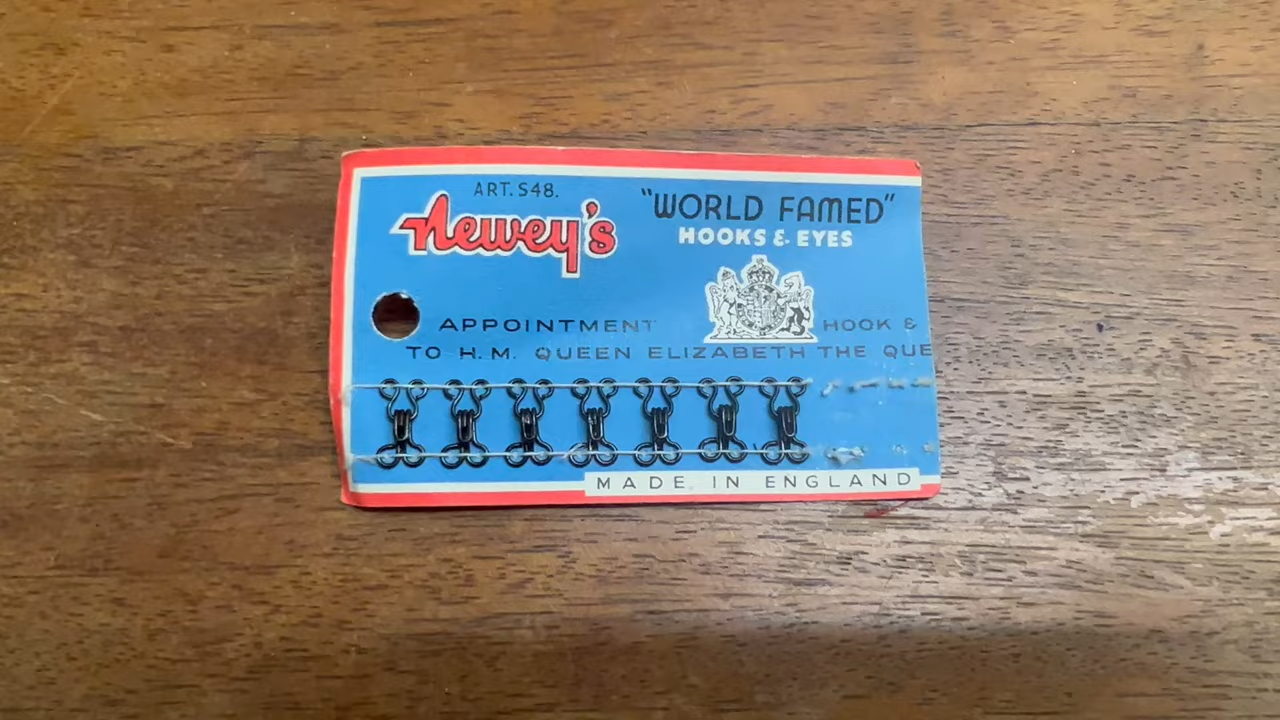 ART. S48.
Newey's
"WORLD FAMED"
HOOKS & EYES
APPOINTMENT HOOK &
TO H.M. QUEEN ELIZABETH THE QUE
MADE IN ENGLAND